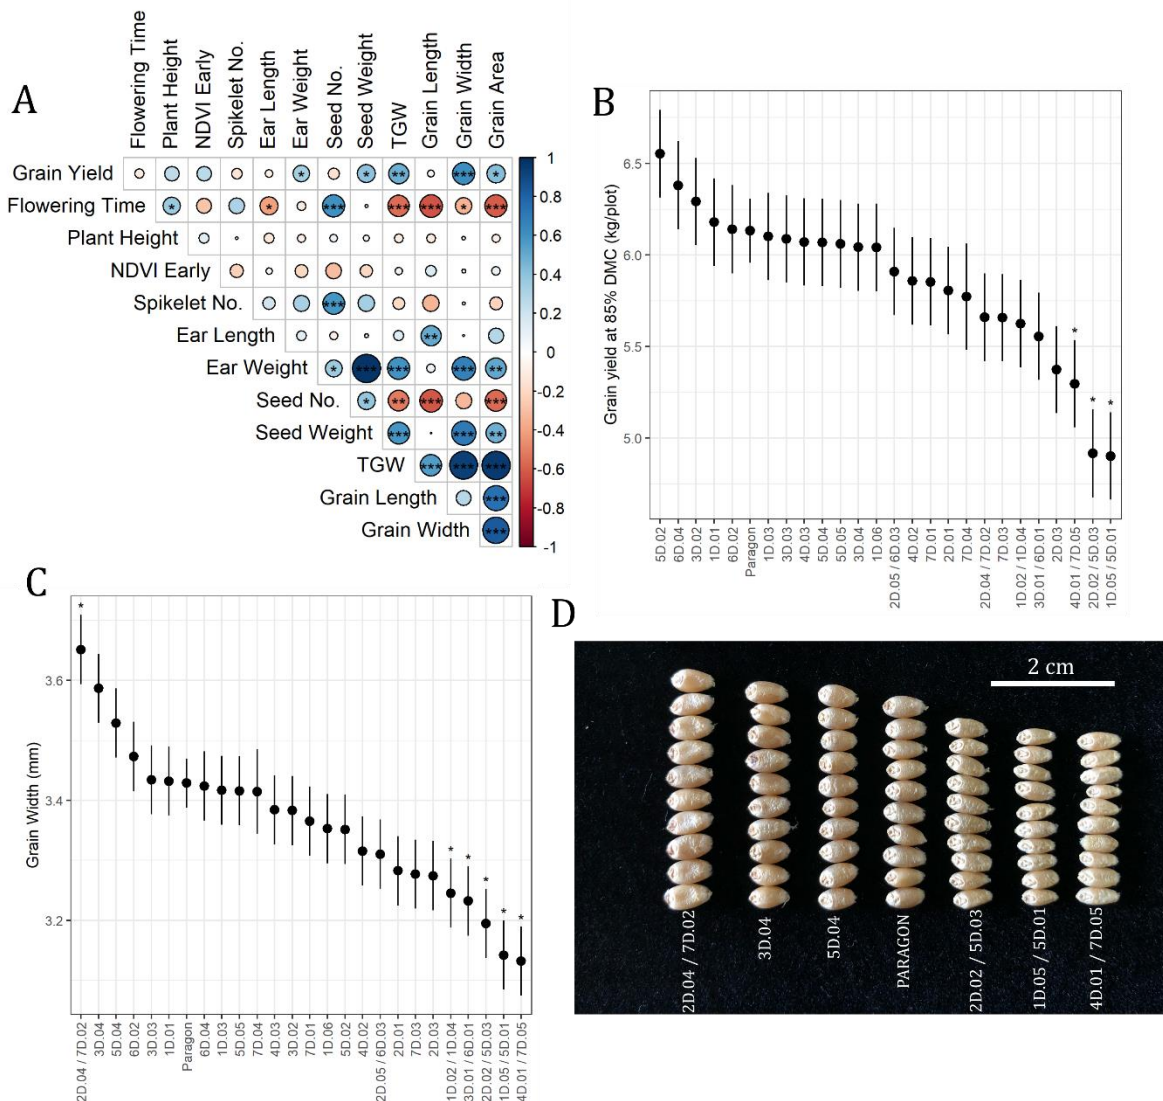 A
Flowering Time
Plant Height
NDVI Early
Spikelet No.
Ear Length
Ear Weight
Seed No.
Seed Weight
TGW
Grain Length
Grain Width
Grain Area
Grain Yield
* * ** *** *
Flowering Time
* * *** *** *** * ***
Plant Height
NDVI Early
Spikelet No.
***
Ear Length
**
Ear Weight
* *** *** *** **
Seed No.
* ** *** ***
Seed Weight
*** *** **
TGW
*** *** ***
Grain Length
***
Grain Width
***
1
0.8
0.6
0.4
0.2
0
-0.2
-0.4
-0.6
-0.8
-1
B
Grain yield at 85% DMC (kg/plot)
6.5
6.0
5.5
5.0
*
* *
5D.02
6D.04
3D.02
1D.01
6D.02
Paragon
1D.03
3D.03
4D.03
5D.04
5D.05
3D.04
1D.06
2D.05 / 6D.03
4D.02
7D.01
2D.01
7D.04
2D.04 / 7D.02
7D.03
1D.02 / 1D.04
3D.01 / 6D.01
2D.03
4D.01 / 7D.05
2D.02 / 5D.03
1D.05 / 5D.01
C
Grain Width (mm)
3.6
3.4
3.2
*
* * * * *
2D.04 / 7D.02
3D.04
5D.04
6D.02
3D.03
1D.01
Paragon
6D.04
1D.03
5D.05
7D.04
4D.03
3D.02
7D.01
1D.06
5D.02
4D.02
2D.05 / 6D.03
2D.01
7D.03
2D.03
1D.02 / 1D.04
3D.01 / 6D.01
2D.02 / 5D.03
1D.05 / 5D.01
4D.01 / 7D.05
D
2 cm
2D.04 / 7D.02
3D.04
5D.04
PARAGON
2D.02 / 5D.03
1D.05 / 5D.01
4D.01 / 7D.05